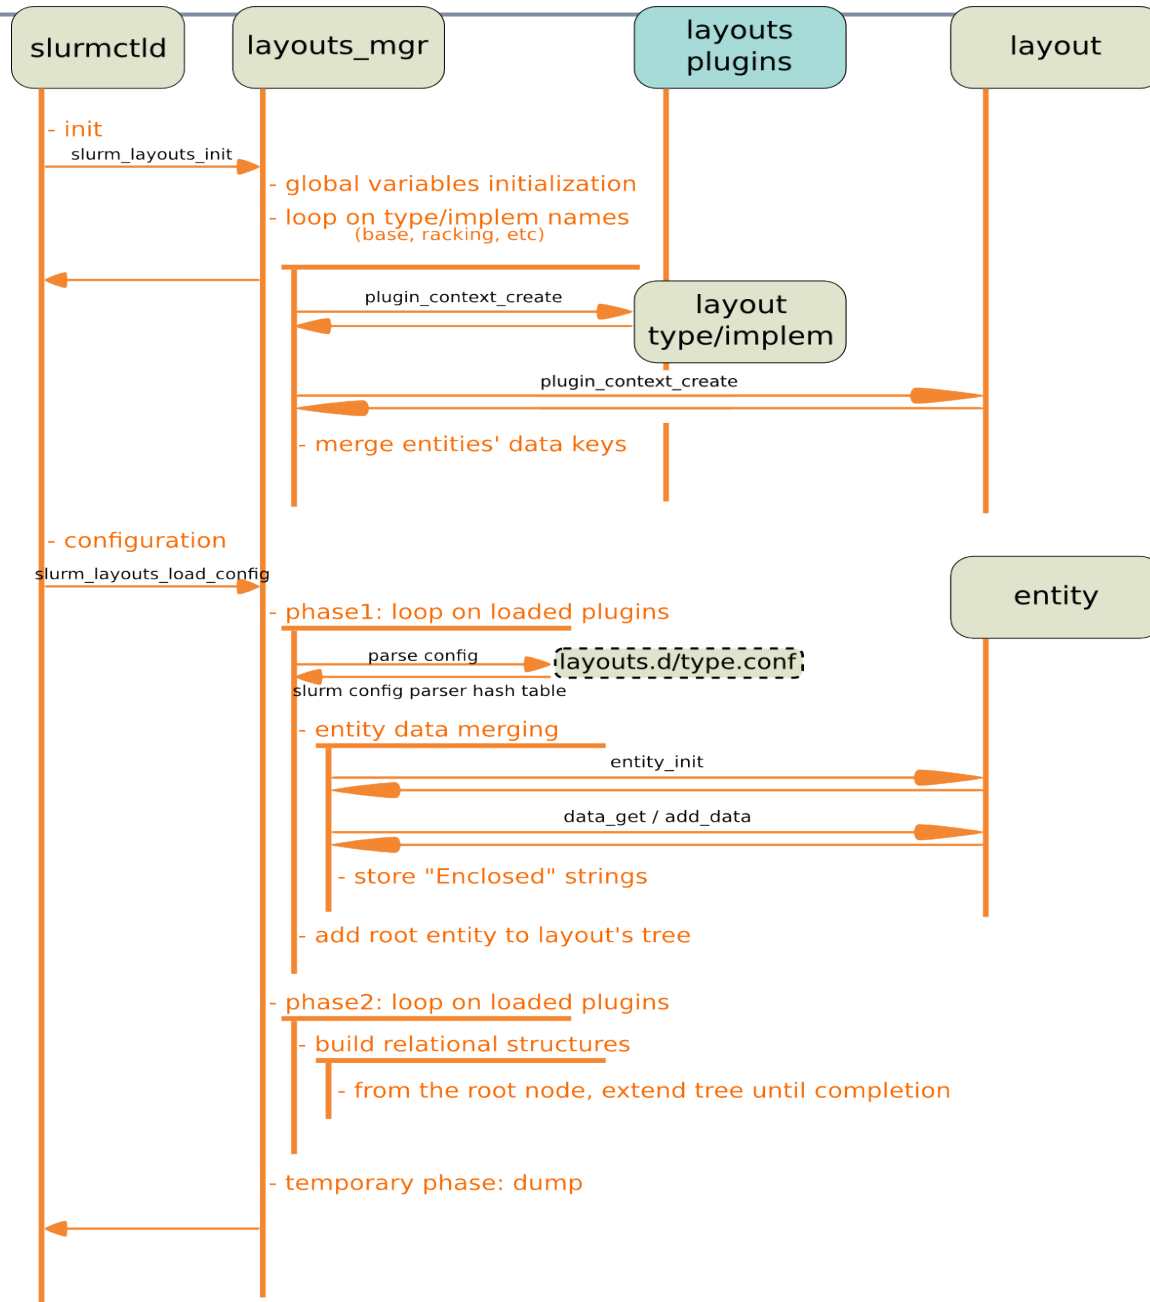 slurmctld
layouts_mgr
layouts
plugins
layout
- init
slurm_layouts_init
- global variables initialization
- loop on type/implem names
(base, racking, etc)
plugin_context_create
layout
type/implem
plugin_context_create
- merge entities' data keys
- configuration
slurm_layouts_load_config
entity
- phase1: loop on loaded plugins
parse config
layouts.d/type.conf
slurm config parser hash table
- entity data merging
entity_init
data_get / add_data
- store "Enclosed" strings
- add root entity to layout's tree
- phase2: loop on loaded plugins
- build relational structures
- from the root node, extend tree until completion
- temporary phase: dump